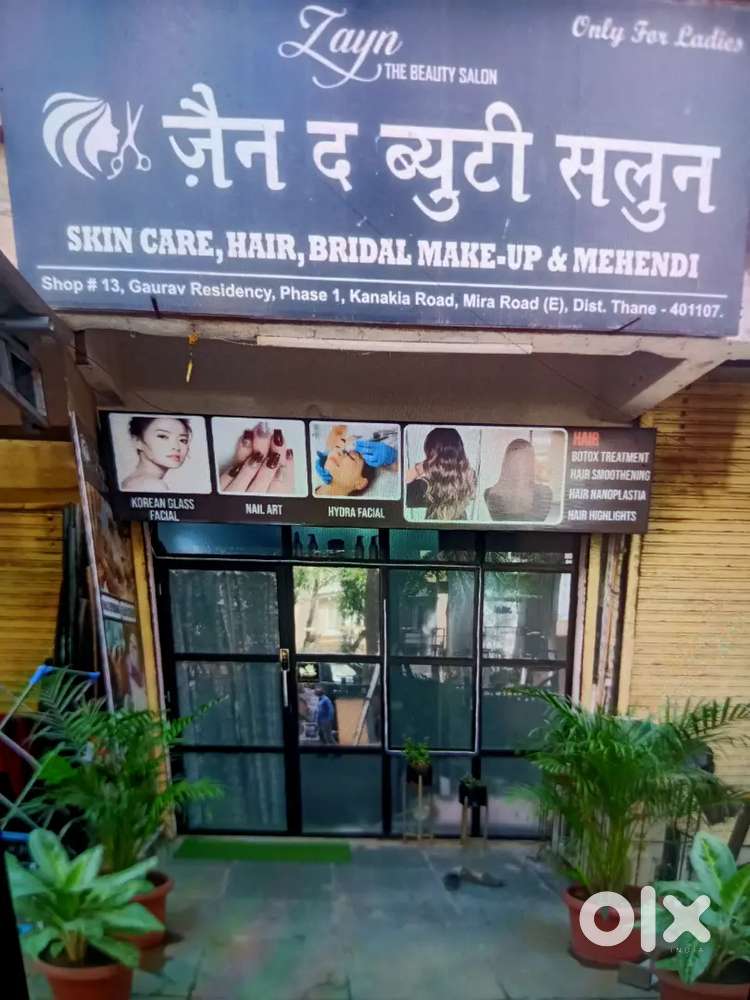 Zayn
THE BEAUTY SALON
Only For Ladies
ज़ैन द ब्युटी सलुन
SKIN CARE, HAIR, BRIDAL MAKE-UP & MEHENDI
Shop # 13, Gaurav Residency, Phase 1, Kanakia Road, Mira Road (E), Dist. Thane - 401107.
KOREAN GLASS
FACIAL
NAIL ART
HYDRA FACIAL
HAIR
BOTOX TREATMENT
HAIR SMOOTHENING
HAIR NANOPLASTIA
HAIR HIGHLIGHTS
olx
INDIA